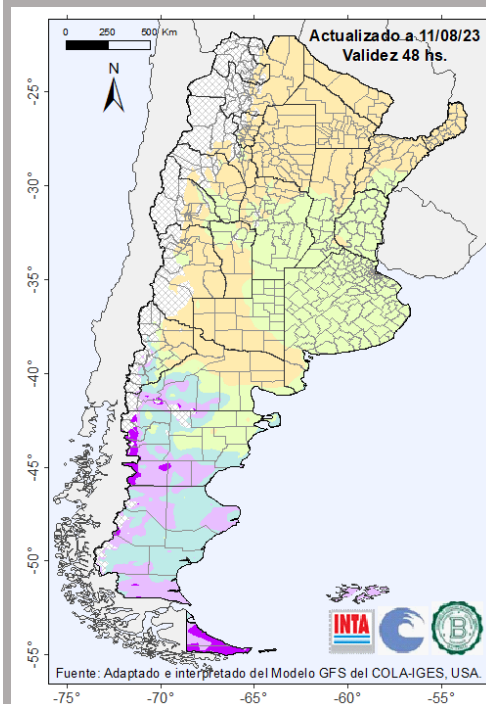 0 250 500 Km
Actualizado a 11/08/23
Validez 48 hs.
N
-25°
-30°
-35°
-40°
-45°
-50°
-55°
INTA
B
Fuente: Adaptado e interpretado del Modelo GFS del COLA-IGES, USA.
-75° -70° -65° -60° -55°